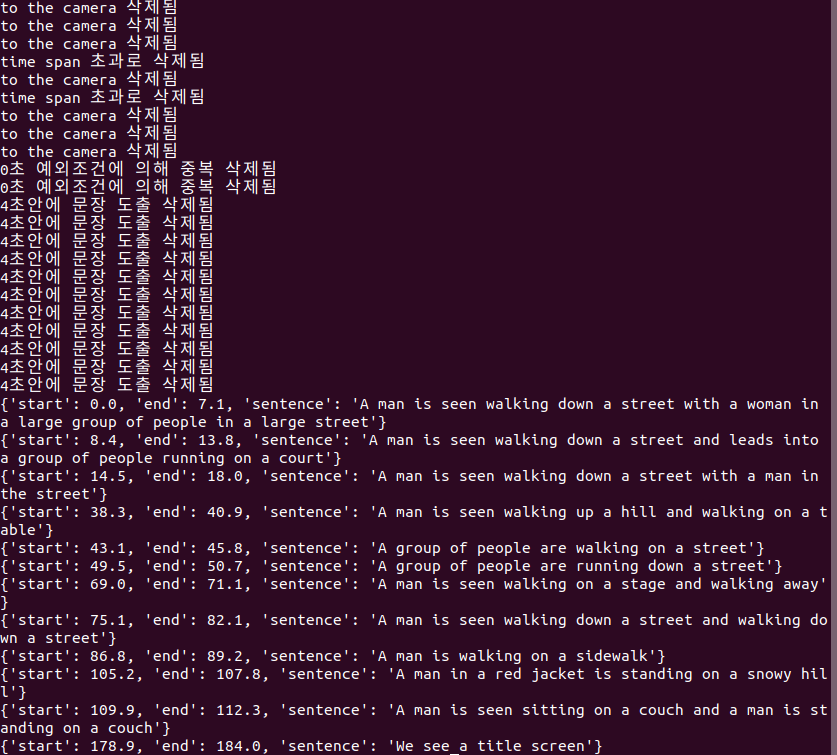 to the camera 삭제됨
to the camera 삭제됨
to the camera 삭제됨
time span 초과로 삭제됨
to the camera 삭제됨
time span 초과로 삭제됨
to the camera 삭제됨
to the camera 삭제됨
to the camera 삭제됨
0초 예외조건에 의해 중복 삭제됨
0초 예외조건에 의해 중복 삭제됨
4초안에 문장 도출 삭제됨
4초안에 문장 도출 삭제됨
4초안에 문장 도출 삭제됨
4초안에 문장 도출 삭제됨
4초안에 문장 도출 삭제됨
4초안에 문장 도출 삭제됨
4초안에 문장 도출 삭제됨
4초안에 문장 도출 삭제됨
4초안에 문장 도출 삭제됨
4초안에 문장 도출 삭제됨
4초안에 문장 도출 삭제됨
{'start': 0.0, 'end': 7.1, 'sentence': 'A man is seen walking down a street with a woman in
a large group of people in a large street'}
{'start': 8.4, 'end': 13.8, 'sentence': 'A man is seen walking down a street and leads into
a group of people running on a court'}
{'start': 14.5, 'end': 18.0, 'sentence': 'A man is seen walking down a street with a man in
the street'}
{'start': 38.3, 'end': 40.9, 'sentence': 'A man is seen walking up a hill and walking on a t
able'}
{'start': 43.1, 'end': 45.8, 'sentence': 'A group of people are walking on a street'}
{'start': 49.5, 'end': 50.7, 'sentence': 'A group of people are running down a street'}
{'start': 69.0, 'end': 71.1, 'sentence': 'A man is seen walking on a stage and walking away'
}
{'start': 75.1, 'end': 82.1, 'sentence': 'A man is seen walking down a street and walking do
wn a street'}
{'start': 86.8, 'end': 89.2, 'sentence': 'A man is walking on a sidewalk'}
{'start': 105.2, 'end': 107.8, 'sentence': 'A man in a red jacket is standing on a snowy hil
l'}
{'start': 109.9, 'end': 112.3, 'sentence': 'A man is seen sitting on a couch and a man is st
anding on a couch'}
{'start': 178.9, 'end': 184.0, 'sentence': 'We see a title screen'}